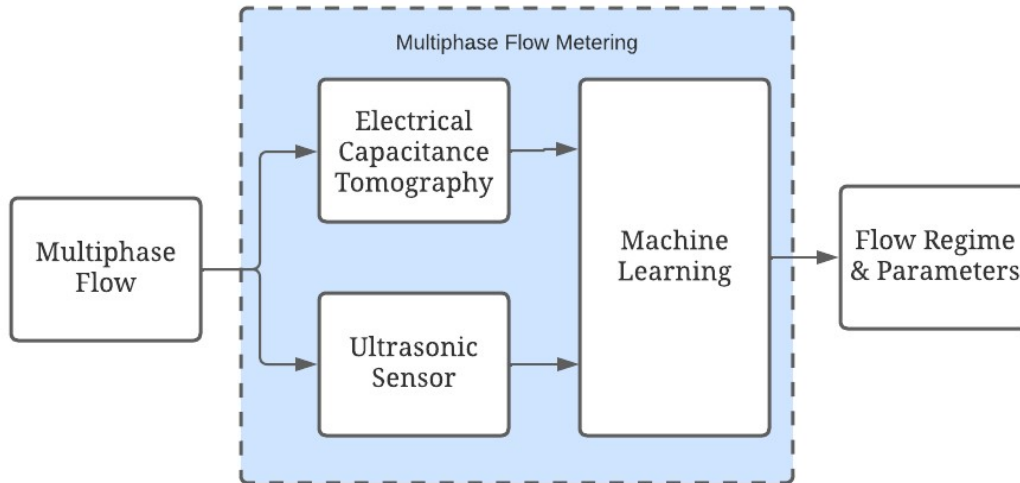 Multiphase Flow Metering
Electrical
Capacitance
Tomography
Multiphase
Flow
Machine
Learning
Flow Regime
& Parameters
Ultrasonic
Sensor